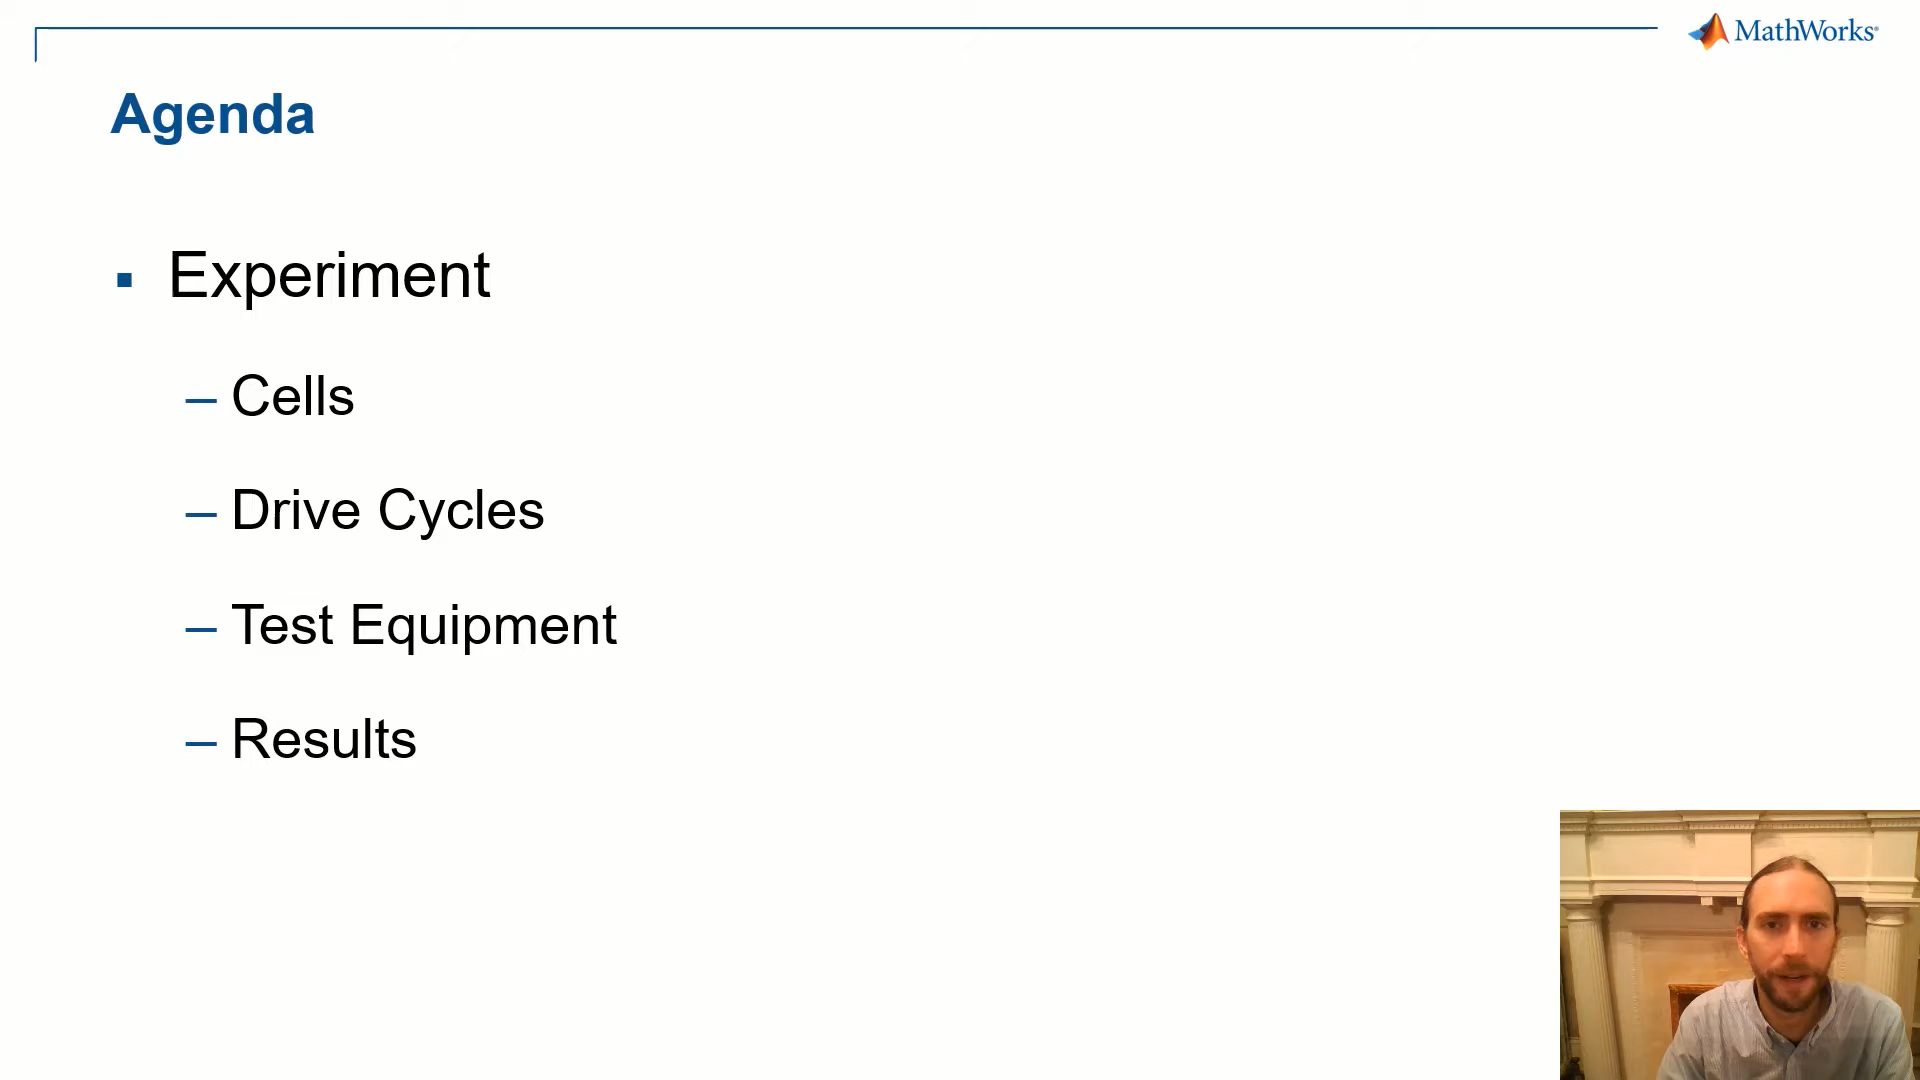 MathWorks®
Agenda
▪ Experiment
– Cells
– Drive Cycles
– Test Equipment
– Results